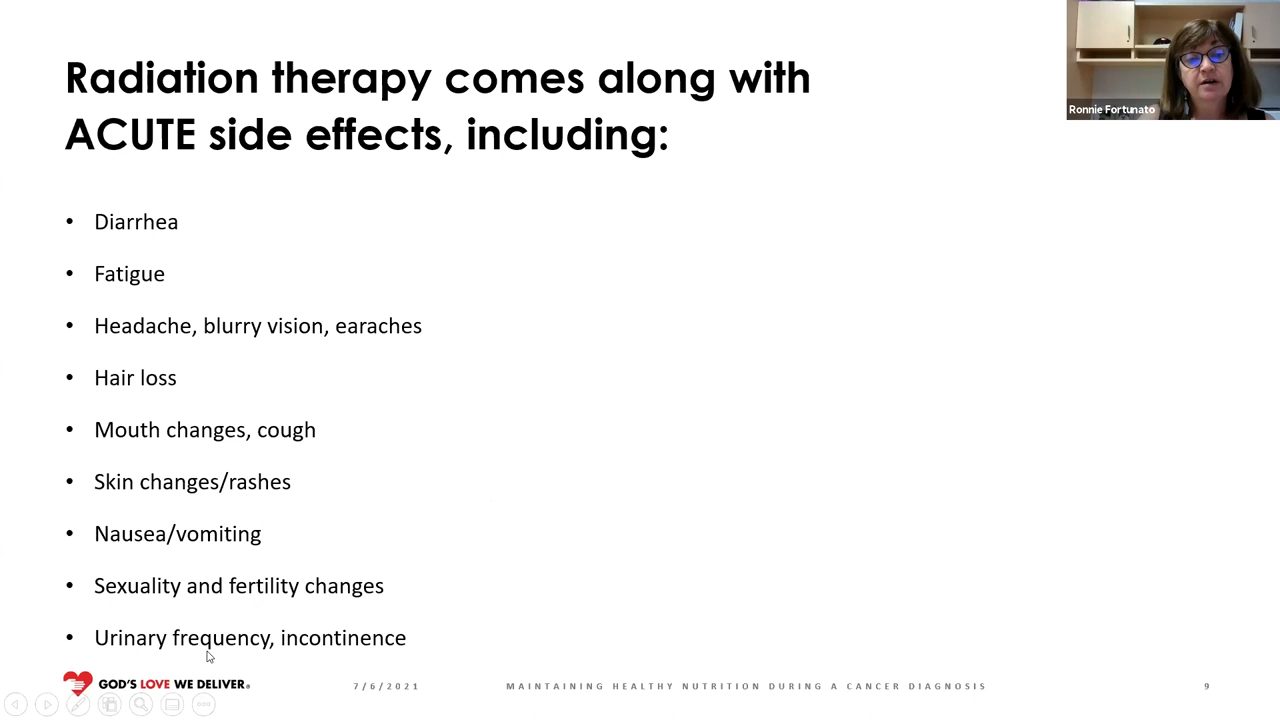 Radiation therapy comes along with
ACUTE side effects, including:
Ronnie Fortunato
• Diarrhea
• Fatigue
• Headache, blurry vision, earaches
• Hair loss
• Mouth changes, cough
• Skin changes/rashes
• Nausea/vomiting
• Sexuality and fertility changes
• Urinary frequency, incontinence
GOD'S LOVE WE DELIVER®
7/6/2021
MAINTAINING HEALTHY NUTRITION DURING A CANCER DIAGNOSIS
9